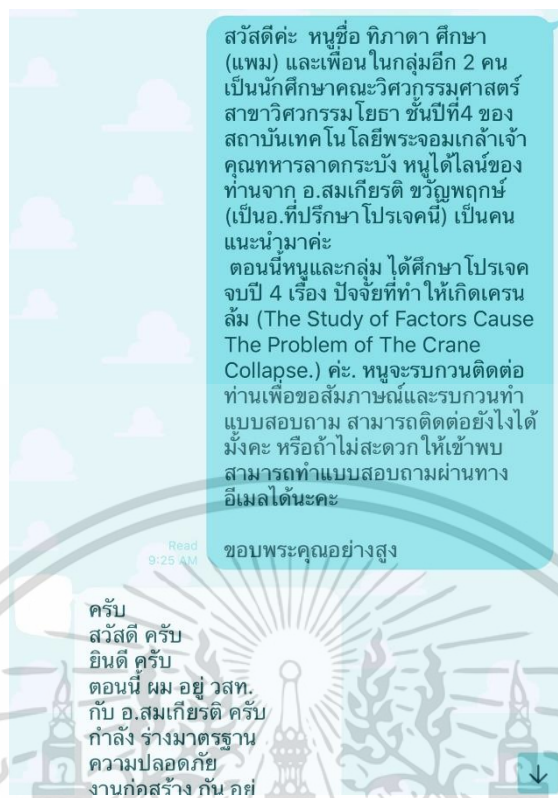 สวัสดีค่ะ หนูชื่อ ทิภาดา ศึกษา
(แพม) และเพื่อนในกลุ่มอีก 2 คน
เป็นนักศึกษาคณะวิศวกรรมศาสตร์
สาขาวิศวกรรมโยธา ชั้นปีที่4 ของ
สถาบันเทคโนโลยีพระจอมเกล้าเจ้า
คุณทหารลาดกระบัง หนูได้ไลน์ของ
ท่านจาก อ.สมเกียรติ ขวัญพฤกษ์
(เป็นอ.ที่ปรึกษาโปรเจคนี้) เป็นคน
แนะนำมาค่ะ
ตอนนี้หนูและกลุ่ม ได้ศึกษาโปรเจค
จบปี 4 เรื่อง ปัจจัยที่ทำให้เกิดเครน
ล้ม (The Study of Factors Cause
The Problem of The Crane
Collapse.) ค่ะ. หนูจะรบกวนติดต่อ
ท่านเพื่อขอสัมภาษณ์และรบกวนทำ
แบบสอบถาม สามารถติดต่อยังไงได้
มั้งคะ หรือถ้าไม่สะดวกให้เข้าพบ
สามารถทำแบบสอบถามผ่านทาง
อีเมลได้นะคะ
ขอบพระคุณอย่างสูง
Read
9:25 AM
ครับ
สวัสดี ครับ
ยินดี ครับ
ตอนนี้ ผม อยู่ วสท.
กับ อ.สมเกียรติ ครับ
กำลัง ร่างมาตรฐาน
ความปลอดภัย
งานก่อสร้าง กัน อยู่